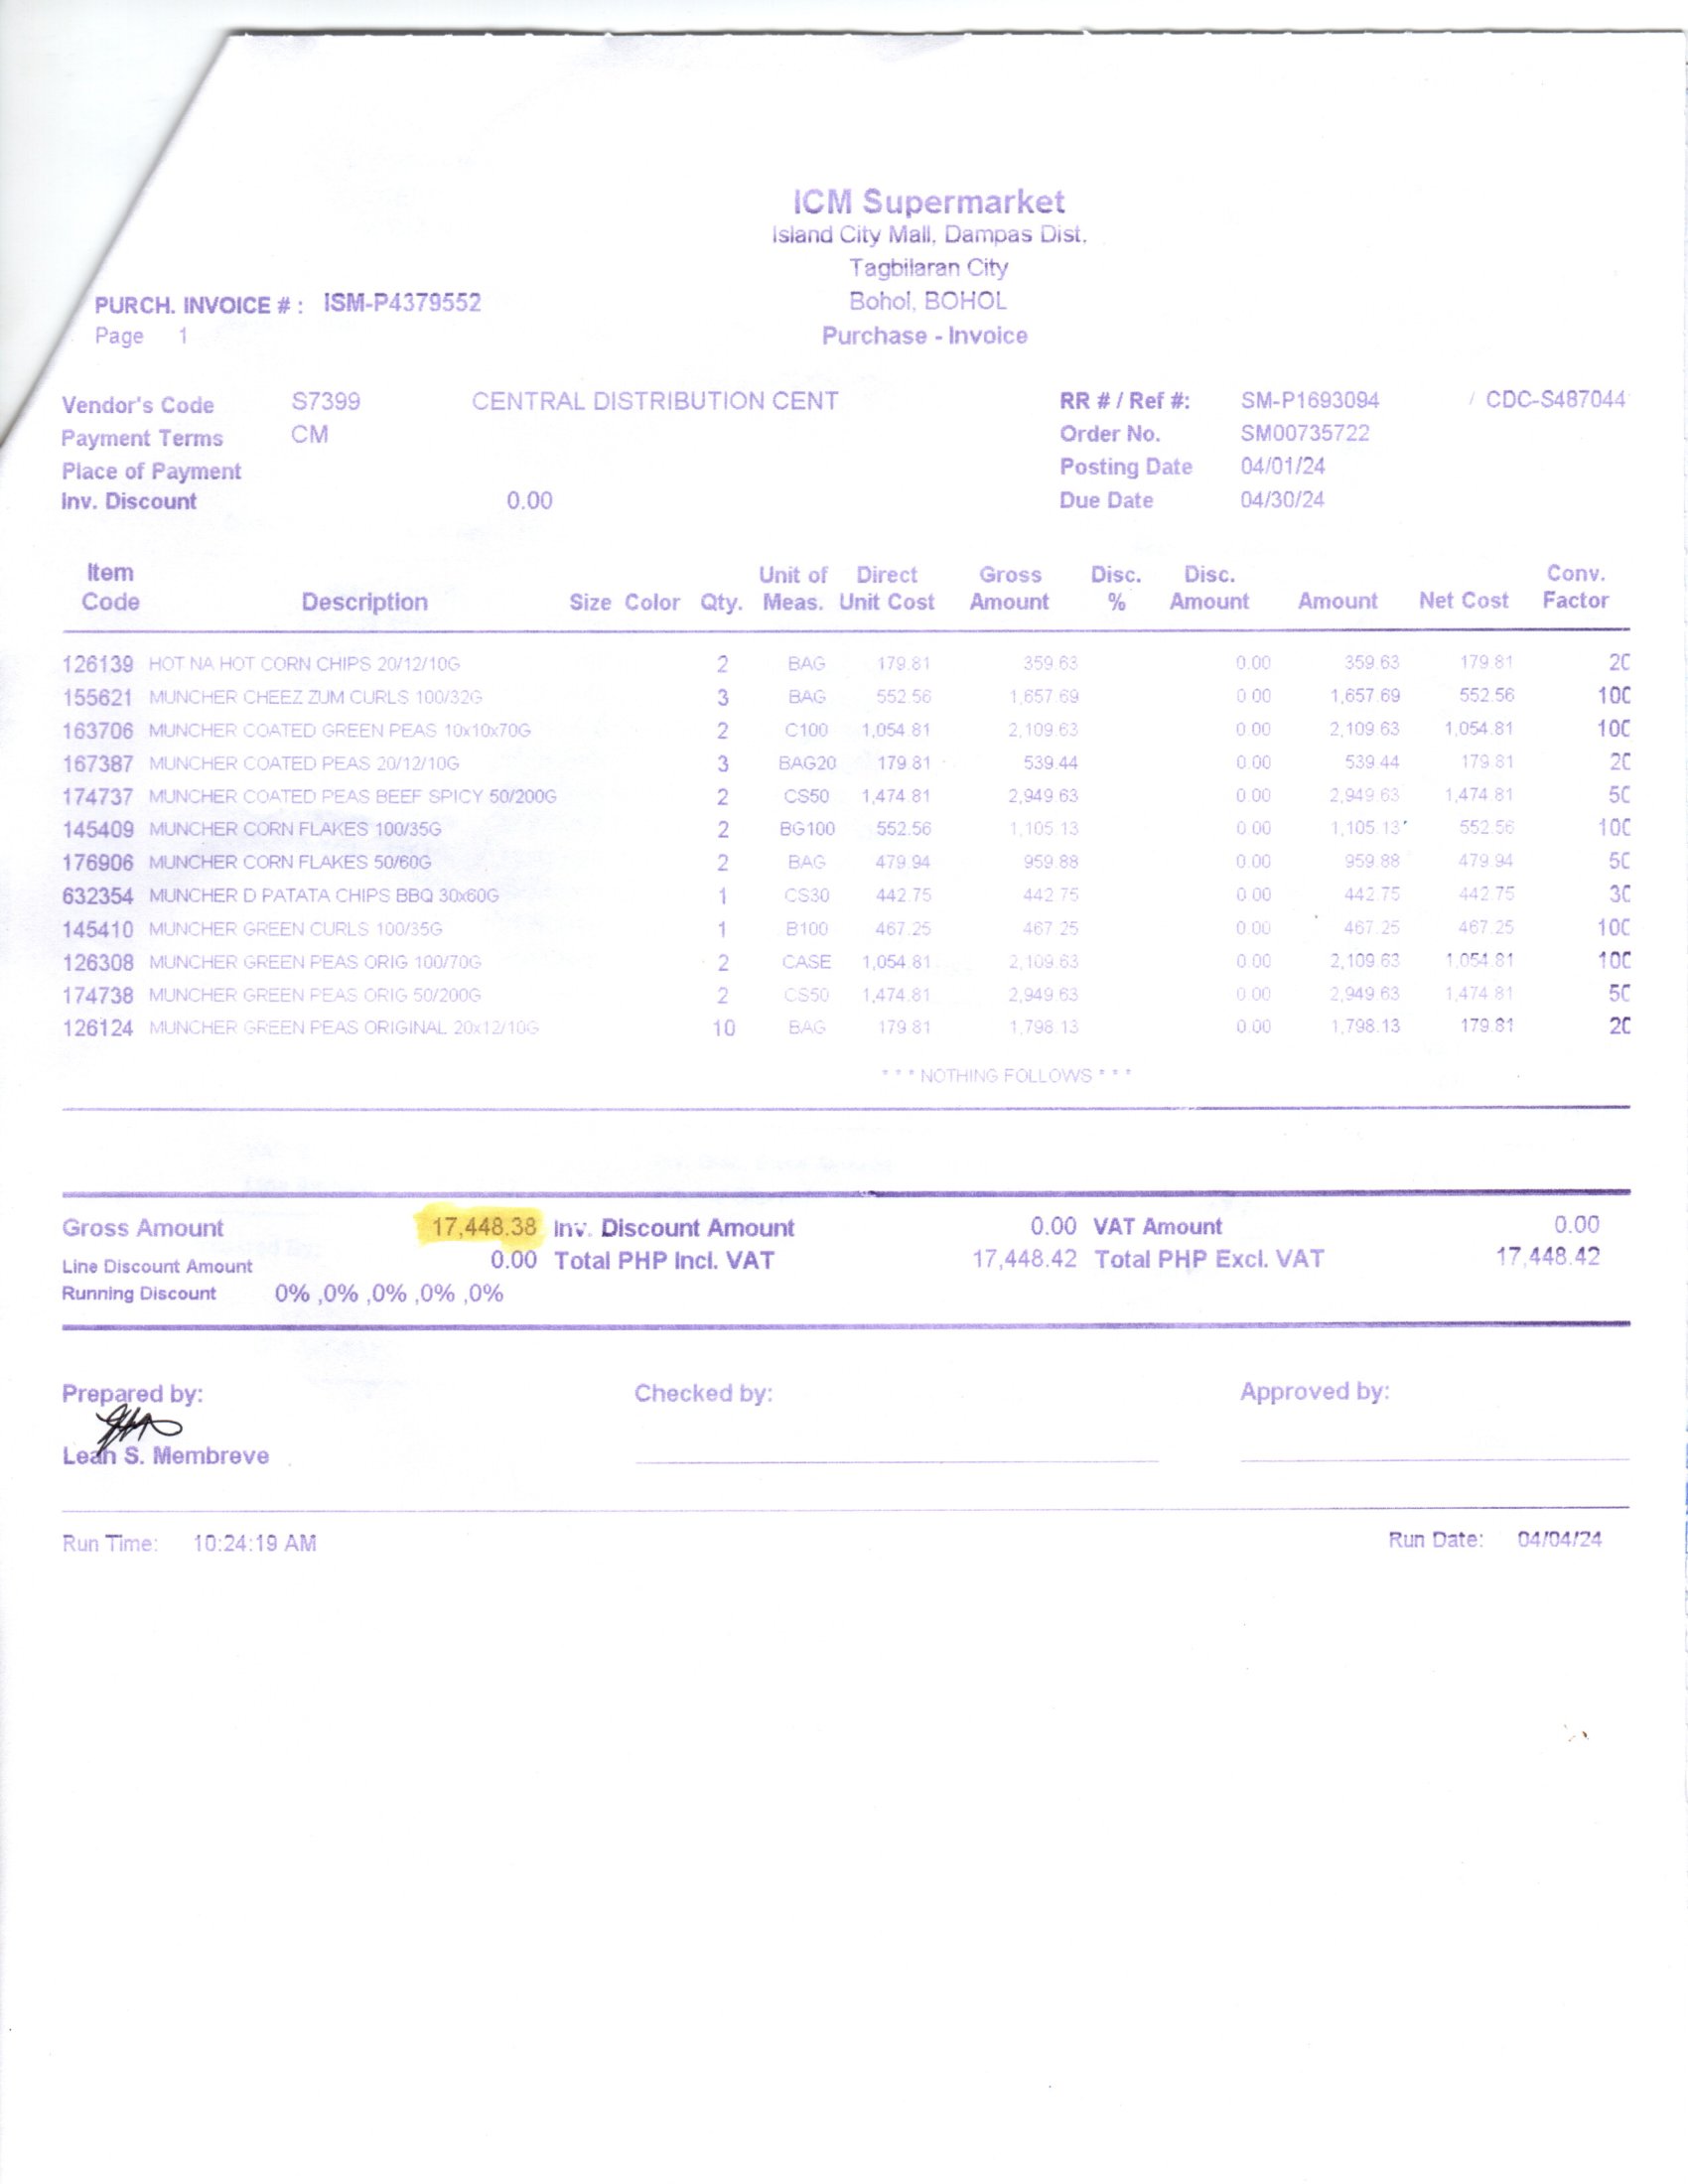 ICM Supermarket
Island City Mall, Dampas Dist.
Tagbilaran City
PURCH. INVOICE # : ISM-P4379552 Bohol, BOHOL
Page 1 Purchase - Invoice
Vendor's Code S7399 CENTRAL DISTRIBUTION CENT RR # / Ref #: SM-P1693094 / CDC-S487044
Payment Terms CM Order No. SM00735722
Place of Payment Posting Date 04/01/24
Inv. Discount 0.00 Due Date 04/30/24
Item Unit of Direct Gross Disc. Disc. Conv.
Code Description Size Color Qty. Meas. Unit Cost Amount % Amount Amount Net Cost Factor
126139 HOT NA HOT CORN CHIPS 20/12/10G 2 BAG 179.81 359.63 0.00 359.63 179.81 20
155621 MUNCHER CHEEZ ZUM CURLS 100/32G 3 BAG 552.56 1,657.69 0.00 1,657.69 552.56 100
163706 MUNCHER COATED GREEN PEAS 10x10x70G 2 C100 1,054.81 2,109.63 0.00 2,109.63 1,054.81 100
167387 MUNCHER COATED PEAS 20/12/10G 3 BAG20 179.81 539.44 0.00 539.44 179.81 20
174737 MUNCHER COATED PEAS BEEF SPICY 50/200G 2 CS50 1,474.81 2,949.63 0.00 2,949.63 1,474.81 50
145409 MUNCHER CORN FLAKES 100/35G 2 BG100 552.56 1,105.13 0.00 1,105.13 552.56 100
176906 MUNCHER CORN FLAKES 50/60G 2 BAG 479.94 959.88 0.00 959.88 479.94 50
632354 MUNCHER D PATATA CHIPS BBQ 30x60G 1 CS30 442.75 442.75 0.00 442.75 442.75 30
145410 MUNCHER GREEN CURLS 100/35G 1 B100 467.25 467.25 0.00 467.25 467.25 100
126308 MUNCHER GREEN PEAS ORIG 100/70G 2 CASE 1,054.81 2,109.63 0.00 2,109.63 1,054.81 100
174738 MUNCHER GREEN PEAS ORIG 50/200G 2 CS50 1,474.81 2,949.63 0.00 2,949.63 1,474.81 50
126124 MUNCHER GREEN PEAS ORIGINAL 20x12/10G 10 BAG 179.81 1,798.13 0.00 1,798.13 179.81 20
* * * NOTHING FOLLOWS * * *
Gross Amount 17,448.38 Inv. Discount Amount 0.00 VAT Amount 0.00
Line Discount Amount 0.00 Total PHP Incl. VAT 17,448.42 Total PHP Excl. VAT 17,448.42
Running Discount 0% ,0% ,0% ,0% ,0%
Prepared by: Checked by: Approved by:
Lean S. Membreve
Run Time: 10:24:19 AM Run Date: 04/04/24